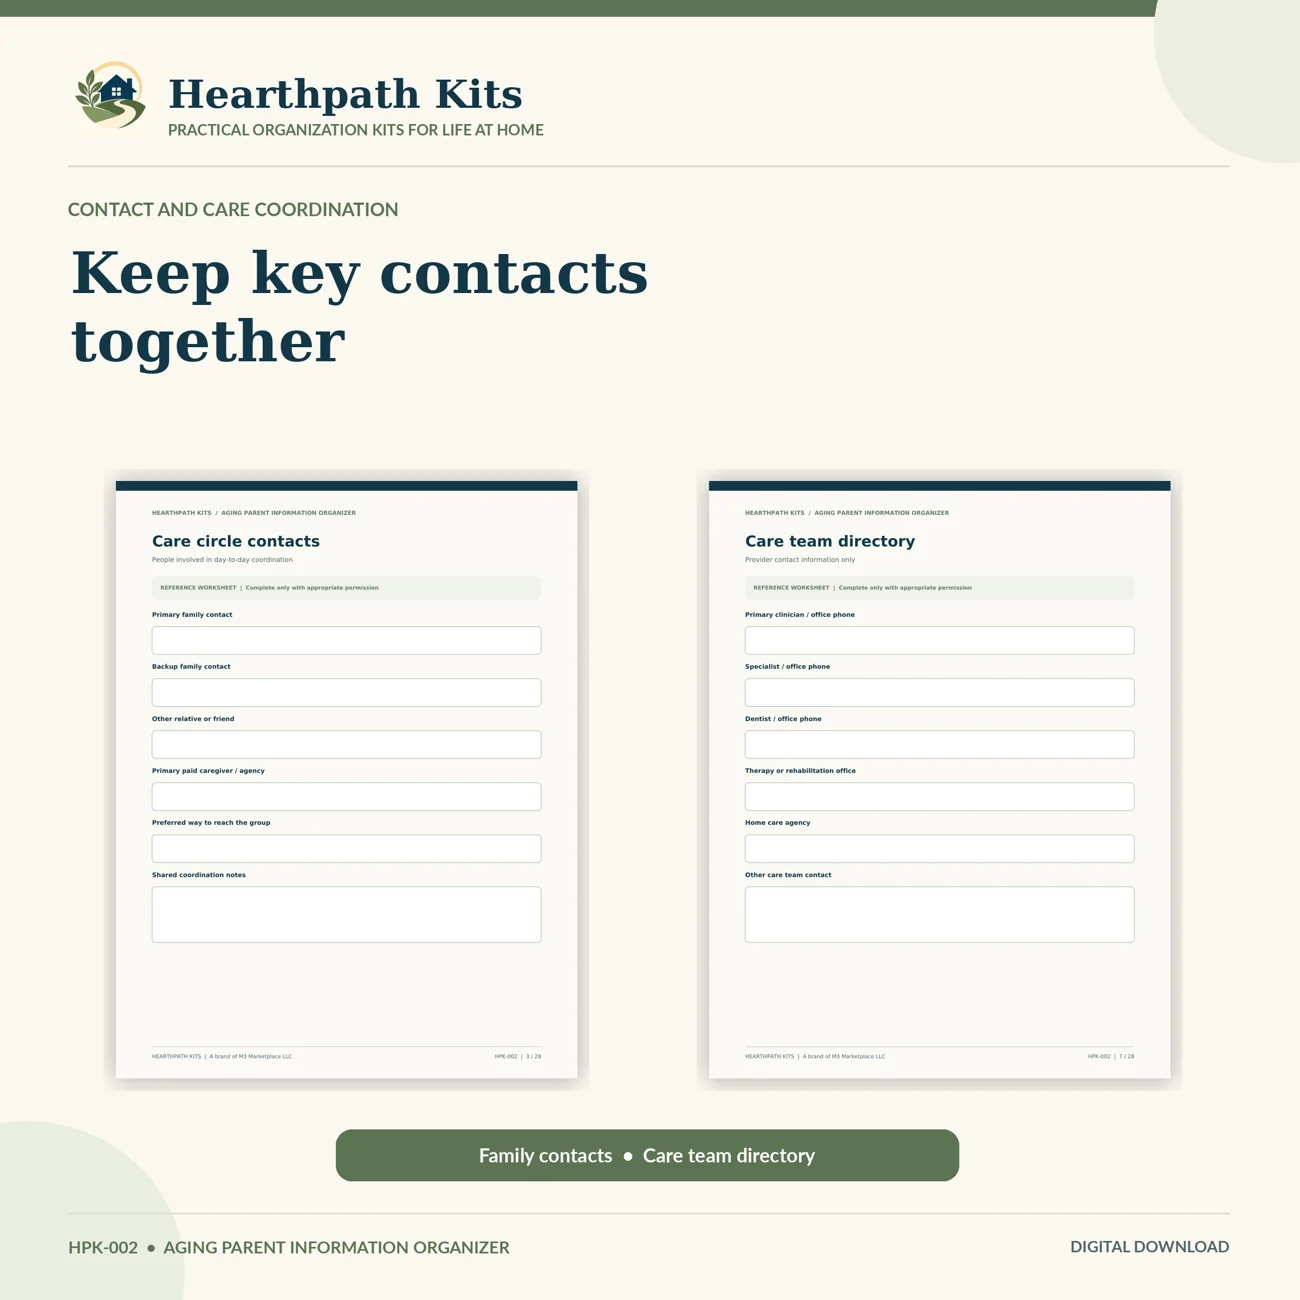 Hearthpath Kits
PRACTICAL ORGANIZATION KITS FOR LIFE AT HOME
CONTACT AND CARE COORDINATION
Keep key contacts
together
HEARTHPATH KITS / AGING PARENT INFORMATION ORGANIZER
Care circle contacts
People involved in day-to-day coordination
REFERENCE WORKSHEET | Complete only with appropriate permission
Primary family contact
Backup family contact
Other relative or friend
Primary paid caregiver / agency
Preferred way to reach the group
Shared coordination notes
HEARTHPATH KITS | A brand of M3 Marketplace LLC
HPK-002 | 3 / 28
HEARTHPATH KITS / AGING PARENT INFORMATION ORGANIZER
Care team directory
Provider contact information only
REFERENCE WORKSHEET | Complete only with appropriate permission
Primary clinician / office phone
Specialist / office phone
Dentist / office phone
Therapy or rehabilitation office
Home care agency
Other care team contact
HEARTHPATH KITS | A brand of M3 Marketplace LLC
HPK-002 | 7 / 28
Family contacts • Care team directory
HPK-002 • AGING PARENT INFORMATION ORGANIZER
DIGITAL DOWNLOAD